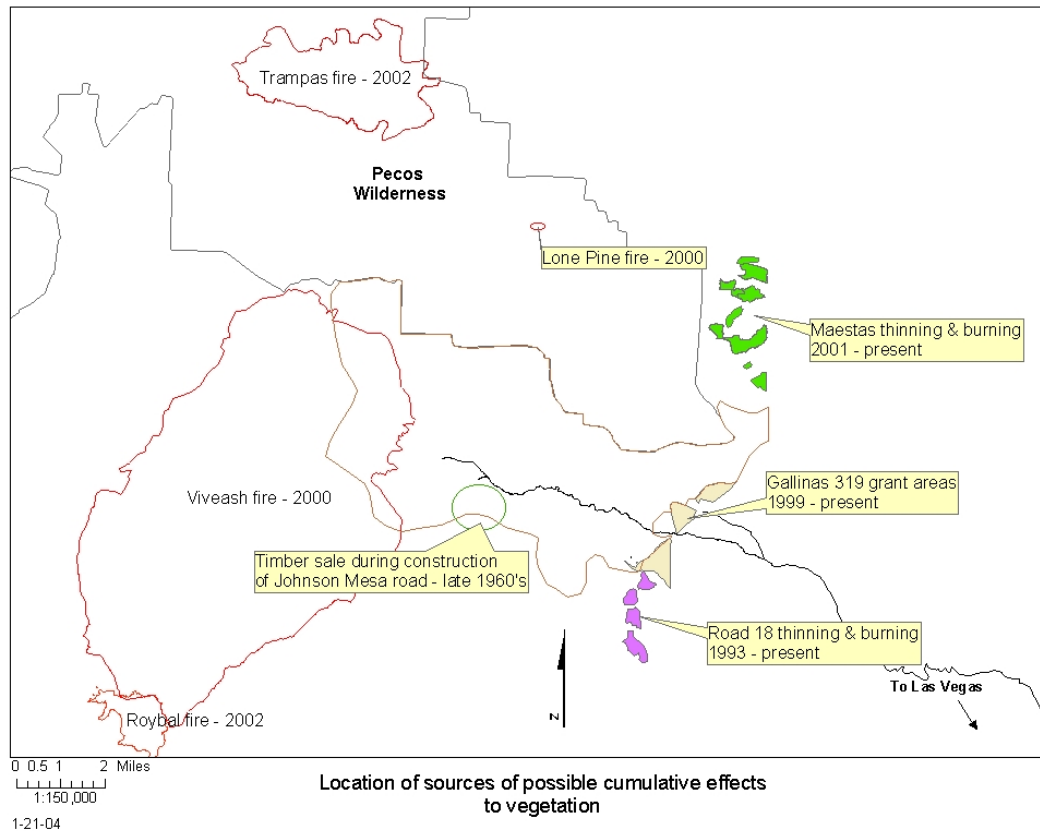 Trampas fire - 2002
Pecos
Wilderness
Lone Pine fire - 2000
Maestas thinning & burning
2001 - present
Gallinas 319 grant areas
1999 - present
Viveash fire - 2000
Timber sale during construction
of Johnson Mesa road - late 1960's
Road 18 thinning & burning
1993 - present
To Las Vegas
N
Roybal fire - 2002
0 0.5 1 2 Miles
1:150,000
Location of sources of possible cumulative effects
to vegetation
1-21-04